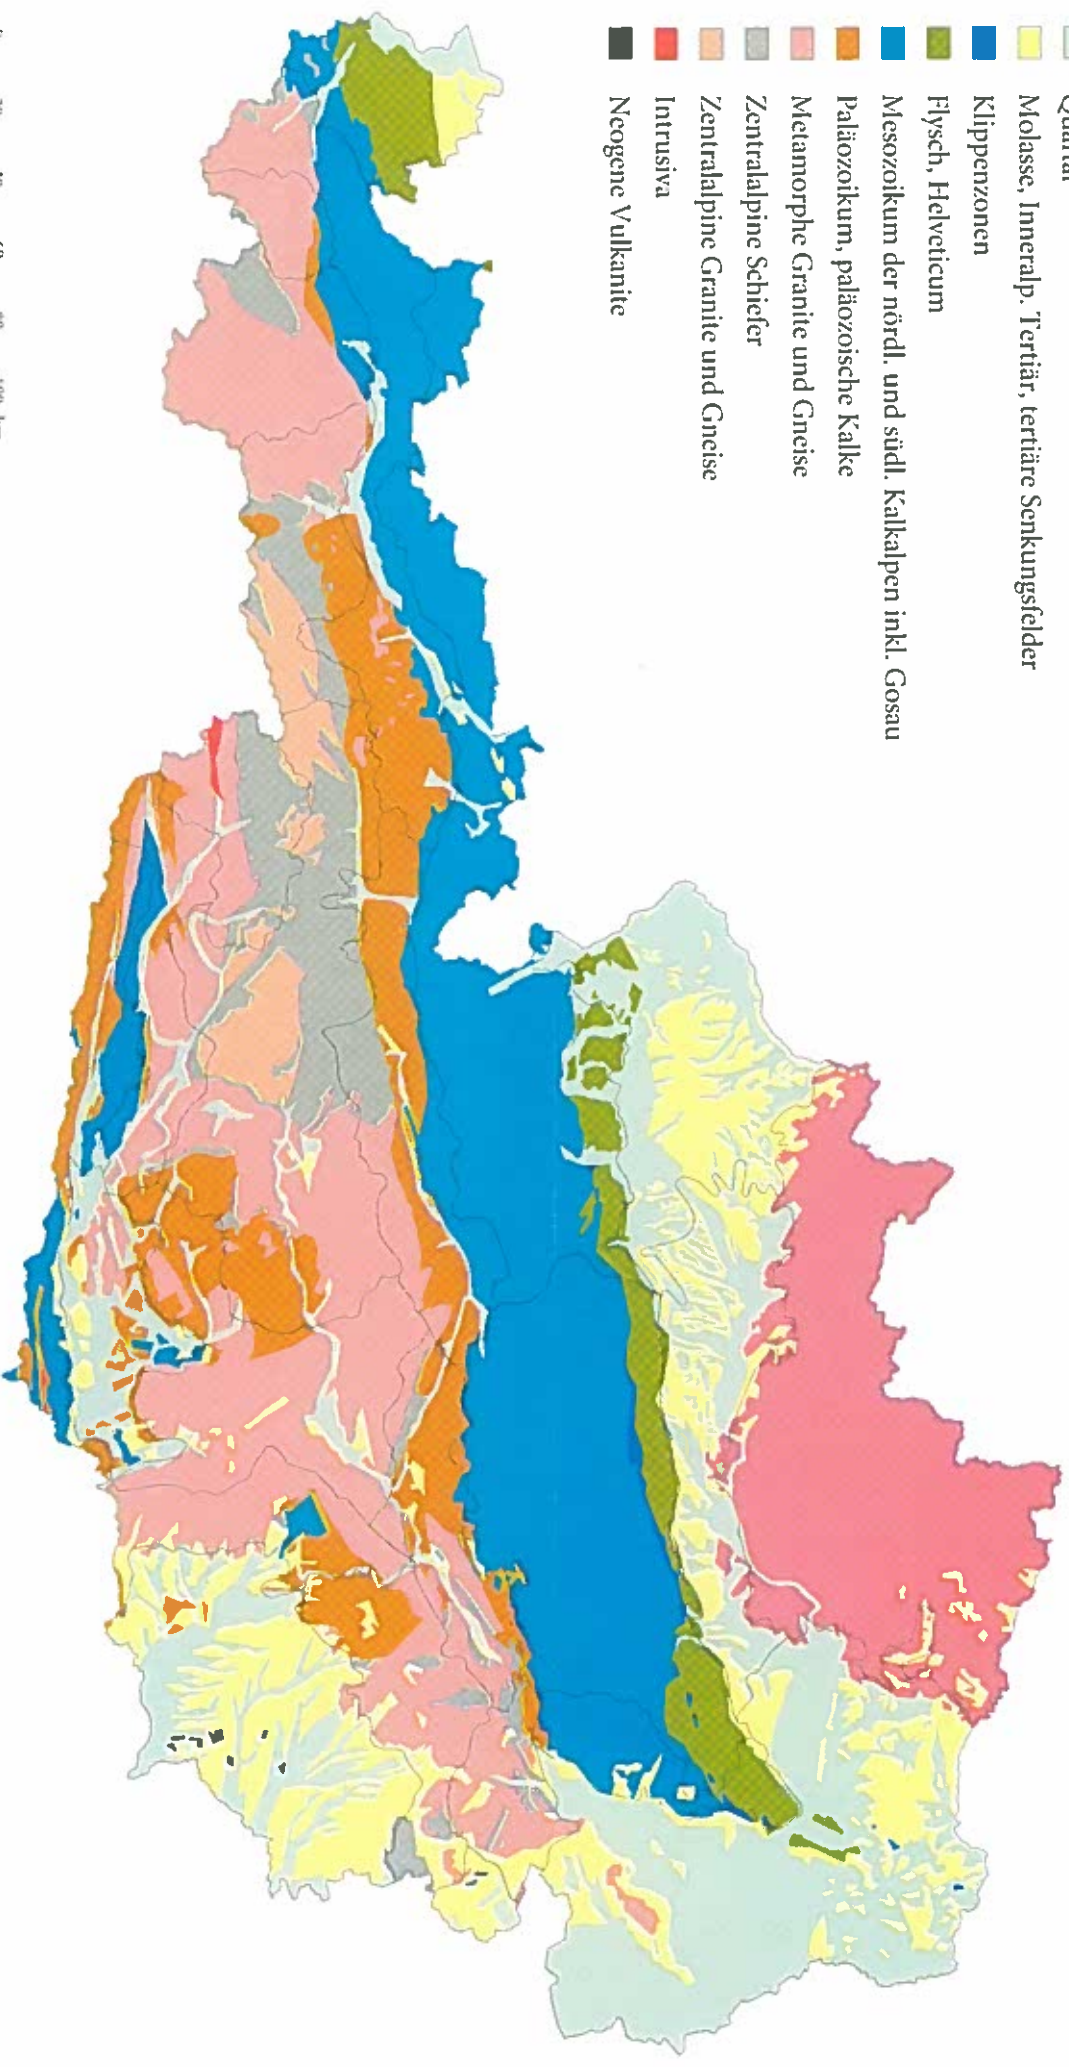 Quartär
Molasse, Inneralp. Tertiär, tertiäre Senkungsfelder
Klippenzonen
Flysch, Helveticum
Mesozoikum der nördl. und südl. Kalkalpen inkl. Gosau
Paläozoikum, paläozoische Kalke
Metamorphe Granite und Gneise
Zentralalpine Schiefer
Zentralalpine Granite und Gneise
Intrusiva
Neogene Vulkanite